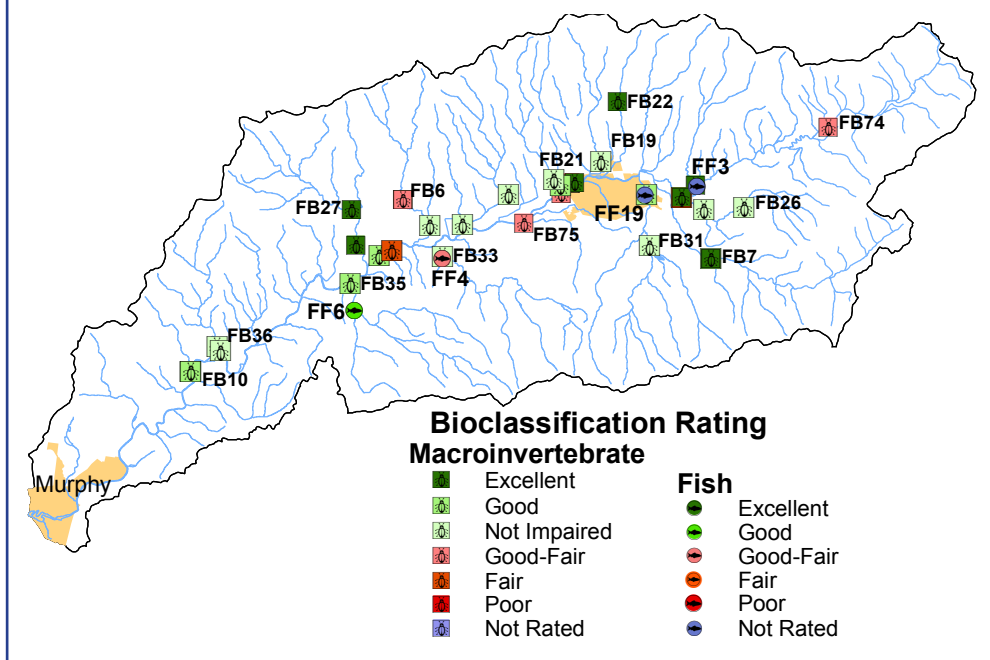 FB22
FB74
FB19
FB21
FF3
FB6
FB27
FB26
FF19
FB75
FB31
FB33
FB7
FF4
FB35
FF6
FB36
FB10
Murphy
Bioclassification Rating
Macroinvertebrate
Excellent
Good
Not Impaired
Good-Fair
Fair
Poor
Not Rated
Fish
Excellent
Good
Good-Fair
Fair
Poor
Not Rated